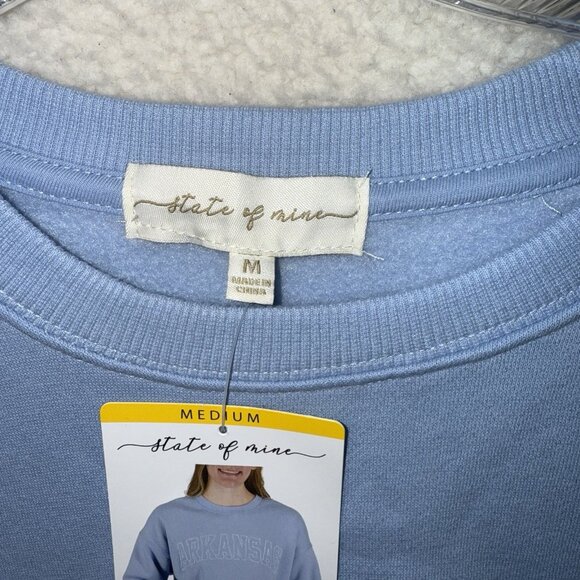 state of mine
M
MADE IN
CHINA
MEDIUM
state of mine
ARKANSAS